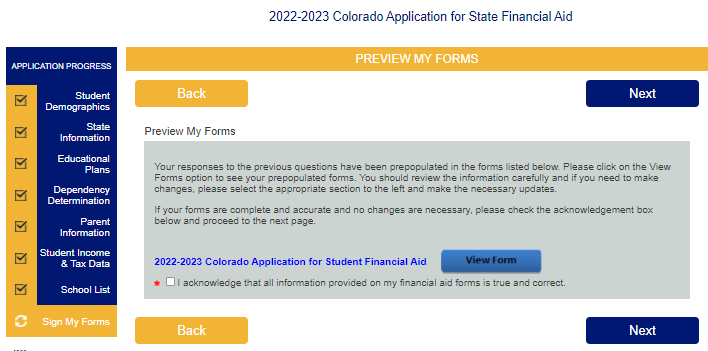 2022-2023 Colorado Application for State Financial Aid
APPLICATION PROGRESS
Student
Demographics
State
Information
Educational
Plans
Dependency
Determination
Parent
Information
Student Income
& Tax Data
School List
Sign My Forms
PREVIEW MY FORMS
Back
Next
Preview My Forms
Your responses to the previous questions have been prepopulated in the forms listed below. Please click on the View
Forms option to see your prepopulated forms. You should review the information carefully and if you need to make
changes, please select the appropriate section to the left and make the necessary updates.
If your forms are complete and accurate and no changes are necessary, please check the acknowledgement box
below and proceed to the next page.
2022-2023 Colorado Application for Student Financial Aid
View Form
* I acknowledge that all information provided on my financial aid forms is true and correct.
Back
Next